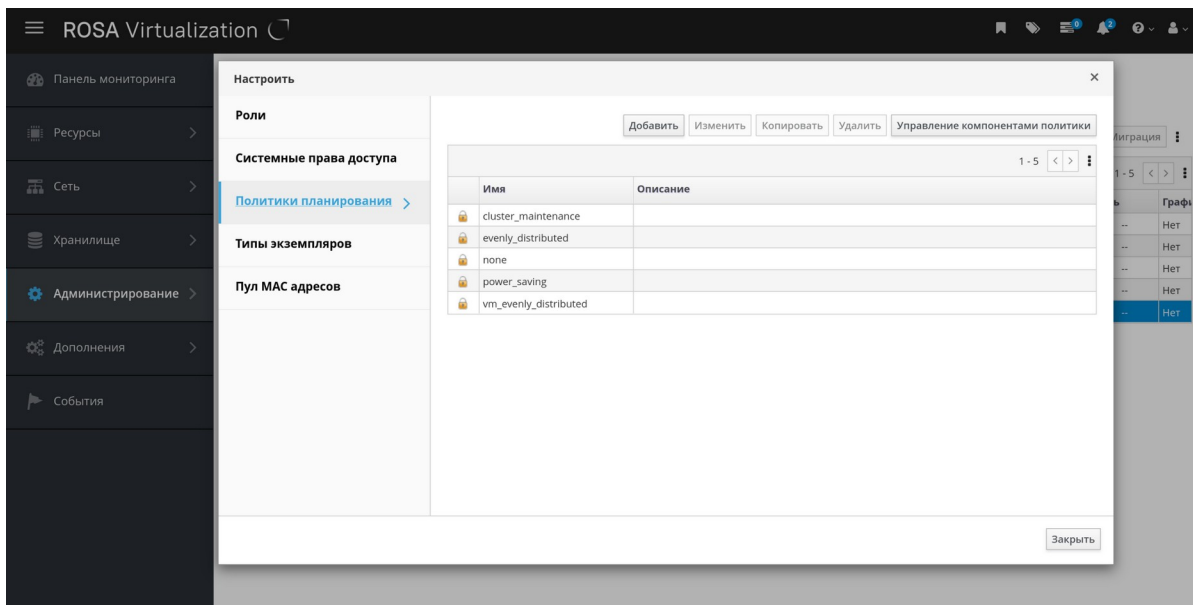 ROSA Virtualization
0
2
Панель мониторинга
Ресурсы
Сеть
Хранилище
Администрирование
Дополнения
События
Настроить
Роли
Системные права доступа
Политики планирования
Типы экземпляров
Пул MAC адресов
Добавить Изменить Копировать Удалить Управление компонентами политики
1 - 5
Имя Описание
cluster_maintenance
evenly_distributed
none
power_saving
vm_evenly_distributed
Закрыть
1 - 5
-- Нет
-- Нет
-- Нет
-- Нет
-- Нет